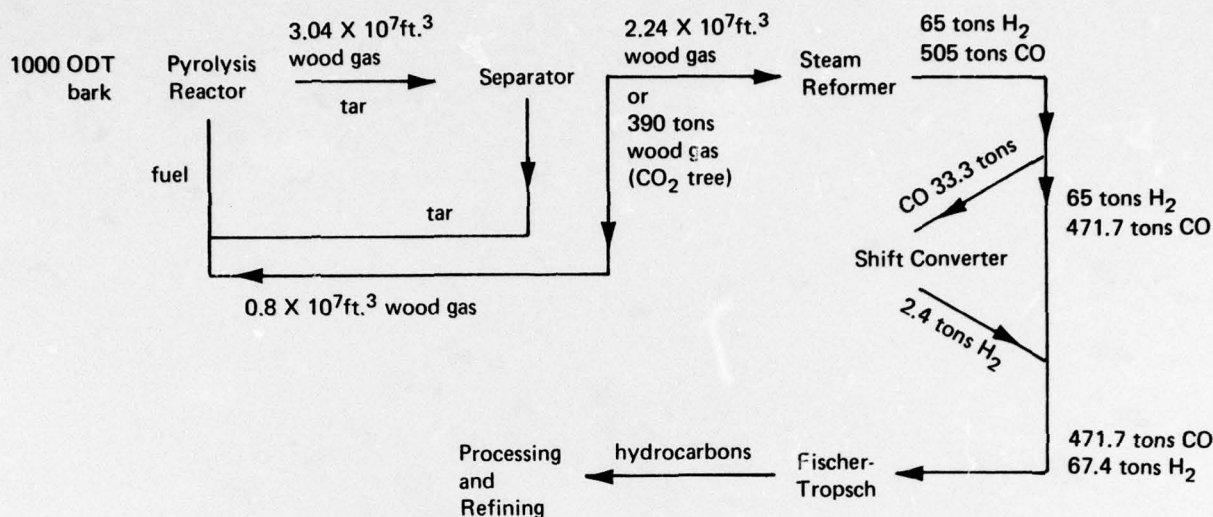 1000 ODT
bark
Pyrolysis
Reactor
3.04 X 10⁷ft.³
wood gas
tar
Separator
2.24 X 10⁷ft.³
wood gas
or
390 tons
wood gas
(CO₂ tree)
Steam
Reformer
65 tons H₂
505 tons CO
fuel
tar
0.8 X 10⁷ft.³ wood gas
CO 33.3 tons
65 tons H₂
471.7 tons CO
Shift Converter
2.4 tons H₂
471.7 tons CO
67.4 tons H₂
Fischer-
Tropsch
hydrocarbons
Processing
and
Refining